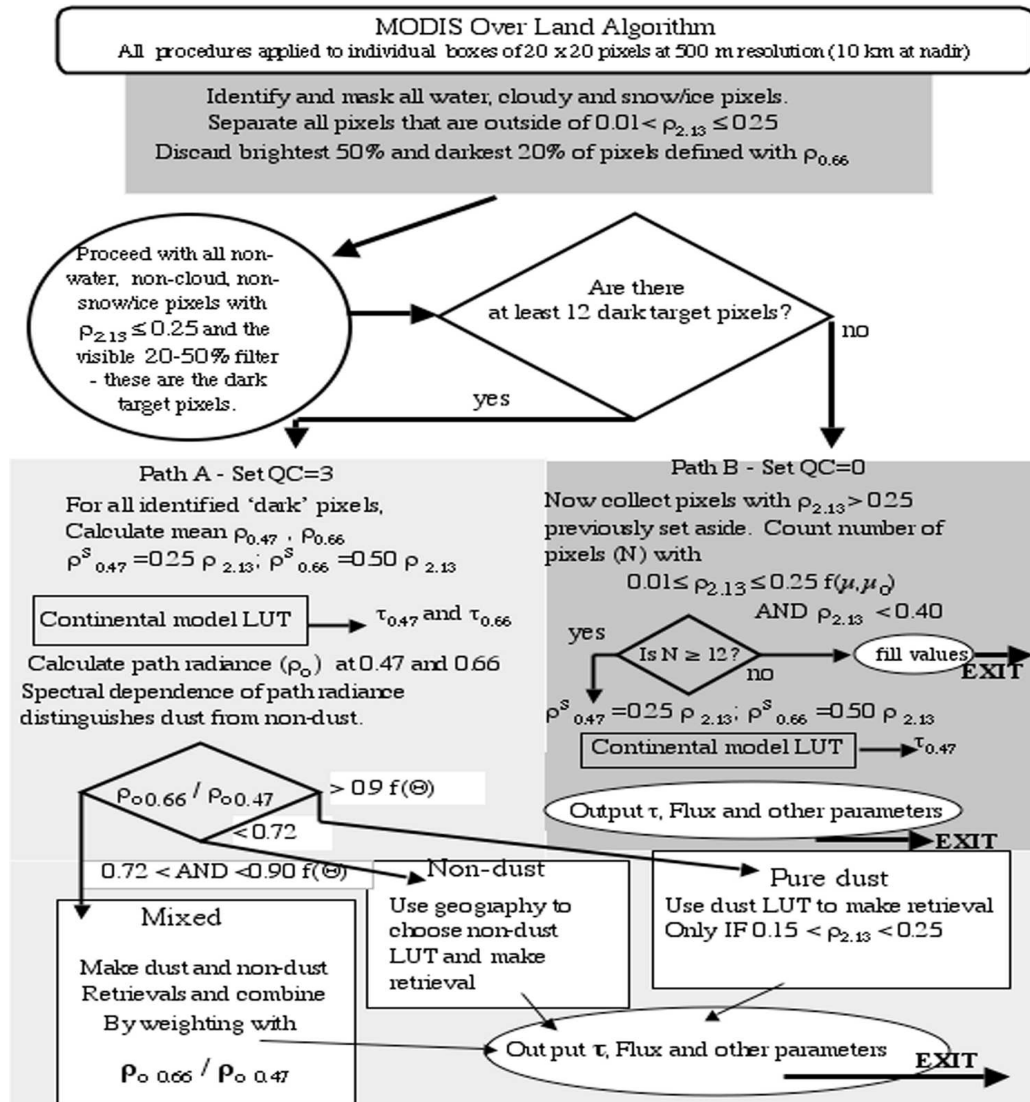 MODIS Over Land Algorithm
All procedures applied to individual boxes of 20 x 20 pixels at 500 m resolution (10 km at nadir)
Identify and mask all water, cloudy and snow/ice pixels.
Separate all pixels that are outside of 0.01< ρ2.13 ≤ 025
Discard brightest 50% and darkest 20% of pixels defined with ρ0.66
Proceed with all non-
water, non-cloud, non-
snow/ice pixels with
ρ2.13 ≤ 0.25 and the
visible 20-50% filter
- these are the dark
target pixels.
Are there
at least 12 dark target pixels?
no
yes
Path A - Set QC=3
For all identified ‘dark’ pixels,
Calculate mean ρ0.47 , ρ0.66
ρˢ0.47 =025 ρ2.13; ρˢ0.66 =0.50 ρ2.13
Continental model LUT
τ0.47 and τ0.66
Calculate path radiance (ρo) at 0.47 and 0.66
Spectral dependence of path radiance
distinguishes dust from non-dust.
ρo0.66 / ρo0.47
> 09 f(Θ)
<0.72
0.72 < AND <0.90 f(Θ)
Path B - Set QC=0
Now collect pixels with ρ2.13> 025
previously set aside. Count number of
pixels (N) with
0.01≤ ρ2.13 ≤ 0.25 f(μ,μo)
AND ρ2.13 < 0.40
yes
Is N ≥ 12?
no
fill values
EXIT
ρˢ0.47 =025 ρ2.13; ρˢ0.66 =0.50 ρ2.13
Continental model LUT
τ0.47
Output τ, Flux and other parameters
EXIT
Mixed
Make dust and non-dust
Retrievals and combine
By weighting with
ρo 0.66 / ρo 0.47
Non-dust
Use geography to
choose non-dust
LUT and make
retrieval
Pure dust
Use dust LUT to make retrieval
Only IF 0.15 < ρ2.13 < 0.25
Output τ, Flux and other parameters
EXIT